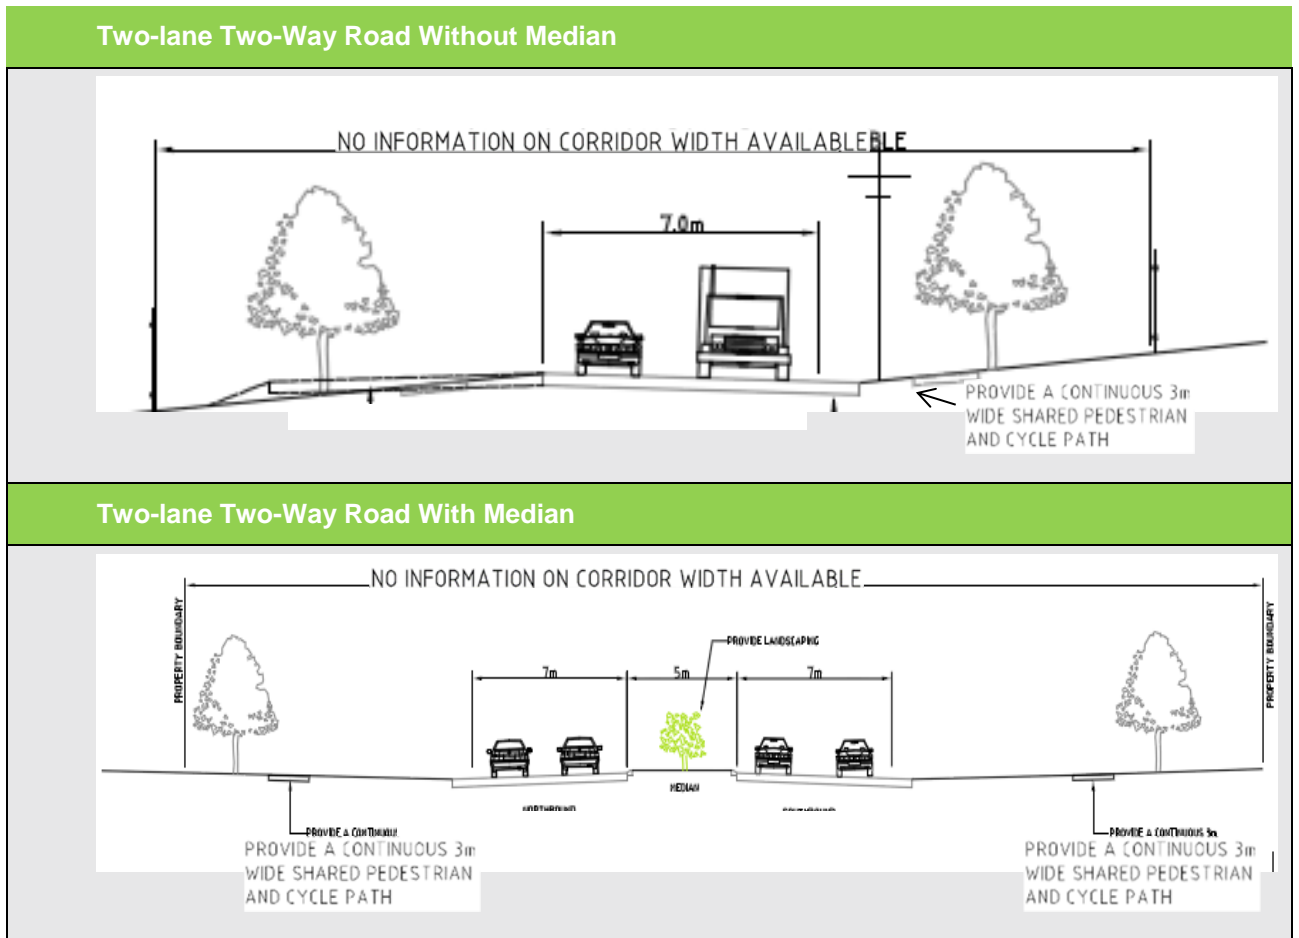 Two-lane Two-Way Road Without Median
NO INFORMATION ON CORRIDOR WIDTH AVAILABLEBLE
7.0m
PROVIDE A CONTINUOUS 3m
WIDE SHARED PEDESTRIAN
AND CYCLE PATH
Two-lane Two-Way Road With Median
NO INFORMATION ON CORRIDOR WIDTH AVAILABLE
PROPERTY BOUNDARY
PROPERTY BOUNDARY
PROVIDE LANDSCAPING
7m
5m
7m
MEDIAN
NORTHBOUND
SOUTHBOUND
PROVIDE A CONTINUOU
PROVIDE A CONTINUOUS 3m
WIDE SHARED PEDESTRIAN
AND CYCLE PATH
PROVIDE A CONTINUOUS 3m
PROVIDE A CONTINUOUS 3m
WIDE SHARED PEDESTRIAN
AND CYCLE PATH